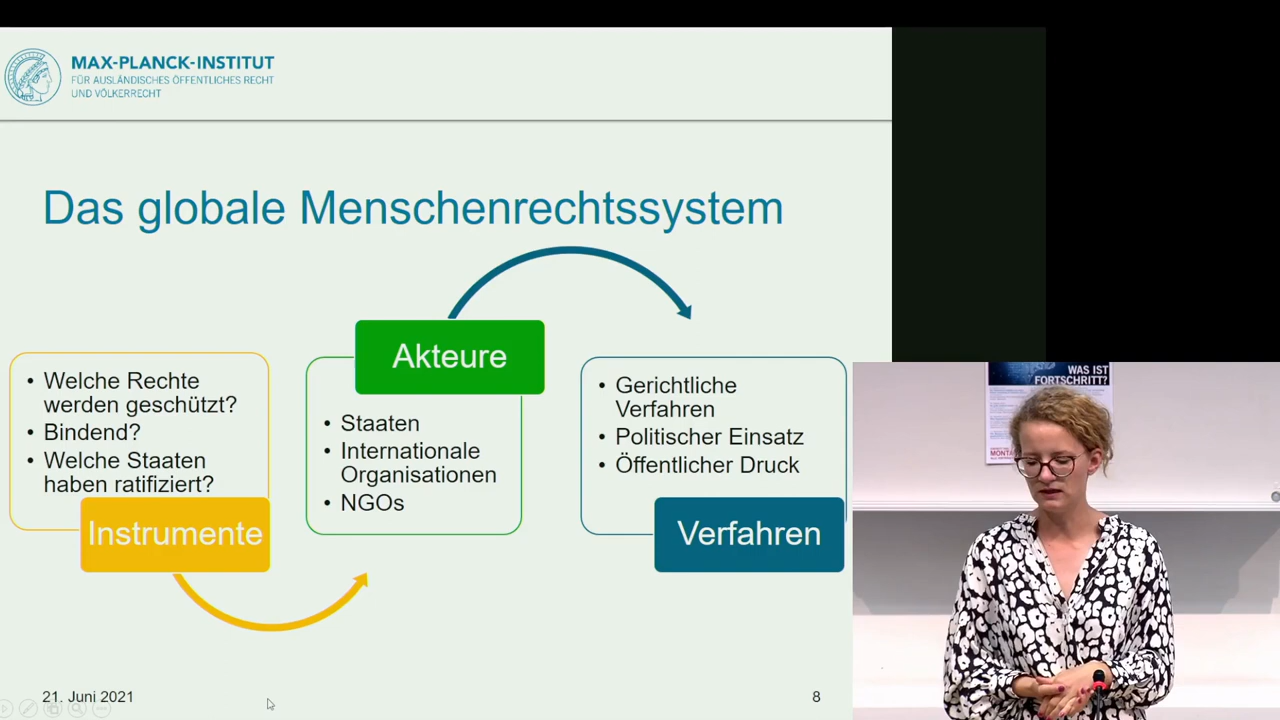 MAX-PLANCK-INSTITUT
FÜR AUSLÄNDISCHES ÖFFENTLICHES RECHT
UND VÖLKERRECHT
Das globale Menschenrechtssystem
• Welche Rechte
werden geschützt?
• Bindend?
• Welche Staaten
haben ratifiziert?
Instrumente
Akteure
• Staaten
• Internationale
Organisationen
• NGOs
• Gerichtliche
Verfahren
• Politischer Einsatz
• Öffentlicher Druck
Verfahren
21. Juni 2021
8
WAS IST
FORTSCHRITT?